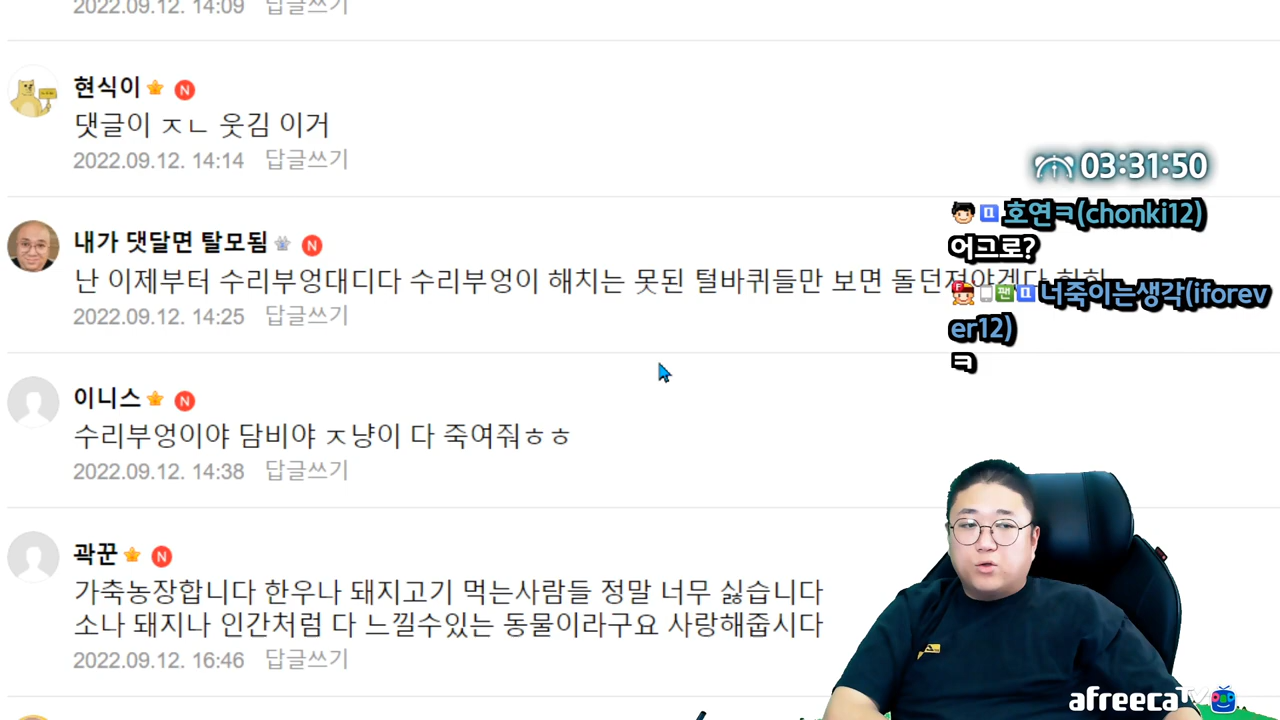 2022.09.12. 14:09 답글쓰기
현식이 N
댓글이 ㅈㄴ 웃김 이거
2022.09.12. 14:14 답글쓰기
내가 댓달면 탈모됨 N
난 이제부터 수리부엉대디다 수리부엉이 해치는 못된 털바퀴들만 보면 돌던져야겠다
2022.09.12. 14:25 답글쓰기
이니스 N
수리부엉이야 담비야 ㅈ냥이 다 죽여줘ㅎㅎ
2022.09.12. 14:38 답글쓰기
곽꾼 N
가축농장합니다 한우나 돼지고기 먹는사람들 정말 너무 싫습니다
소나 돼지나 인간처럼 다 느낄수있는 동물이라구요 사랑해줍시다
2022.09.12. 16:46 답글쓰기
03:31:50
호연ㅋ(chonki12)
어그로?
F 팬 너죽이는생각(iforev
er12)
ㅋ
afreecaTV